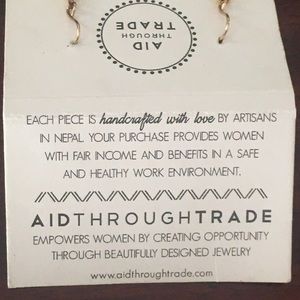 AID
THROUGH
TRADE
EACH PIECE IS handcrafted with love BY ARTISANS
IN NEPAL. YOUR PURCHASE PROVIDES WOMEN
WITH FAIR INCOME AND BENEFITS IN A SAFE
AND HEALTHY WORK ENVIRONMENT.
AIDTHROUGHTRADE
EMPOWERS WOMEN BY CREATING OPPORTUNITY
THROUGH BEAUTIFULLY DESIGNED JEWELRY
www.aidthroughtrade.com